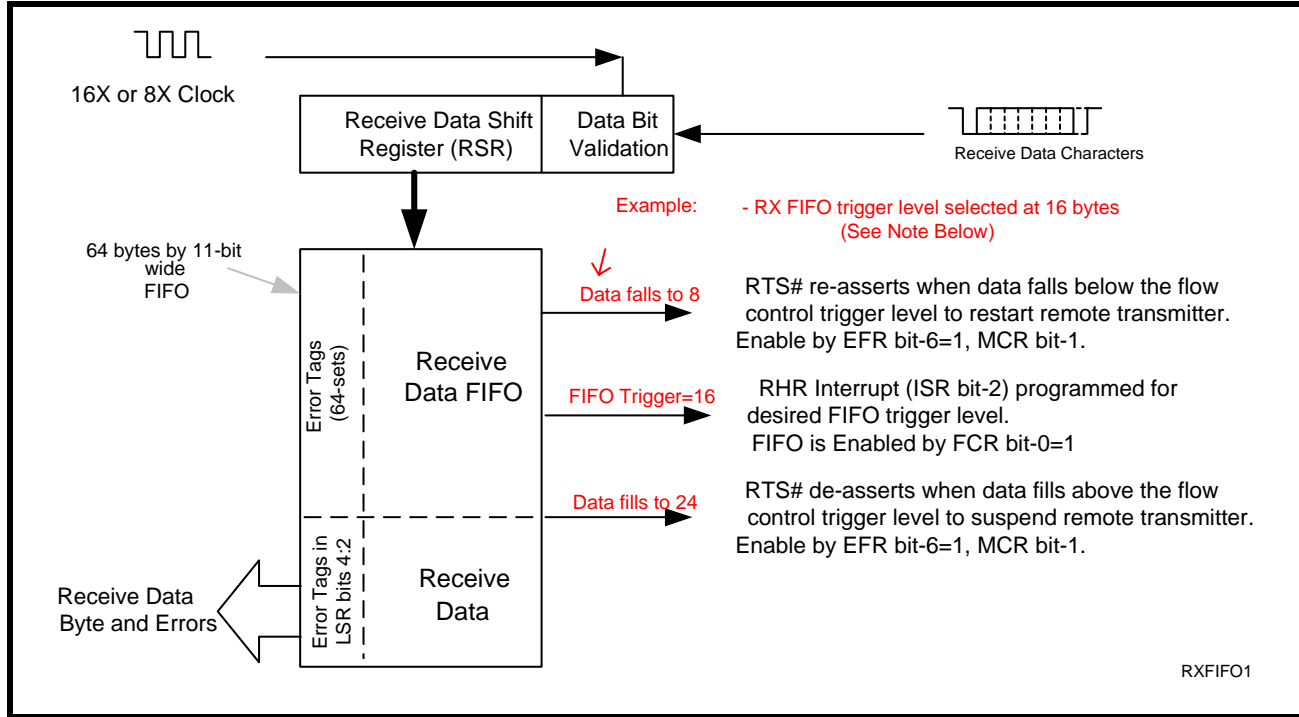 16X or 8X Clock
Receive Data Shift
Register (RSR)
Data Bit
Validation
Receive Data Characters
Example:
- RX FIFO trigger level selected at 16 bytes
(See Note Below)
64 bytes by 11-bit
wide
FIFO
Data falls to 8
RTS# re-asserts when data falls below the flow
control trigger level to restart remote transmitter.
Enable by EFR bit-6=1, MCR bit-1.
Error Tags
(64-sets)
Receive
Data FIFO
FIFO Trigger=16
RHR Interrupt (ISR bit-2) programmed for
desired FIFO trigger level.
FIFO is Enabled by FCR bit-0=1
Data fills to 24
RTS# de-asserts when data fills above the flow
control trigger level to suspend remote transmitter.
Enable by EFR bit-6=1, MCR bit-1.
Error Tags in
LSR bits 4:2
Receive
Data
Receive Data
Byte and Errors
RXFIFO1